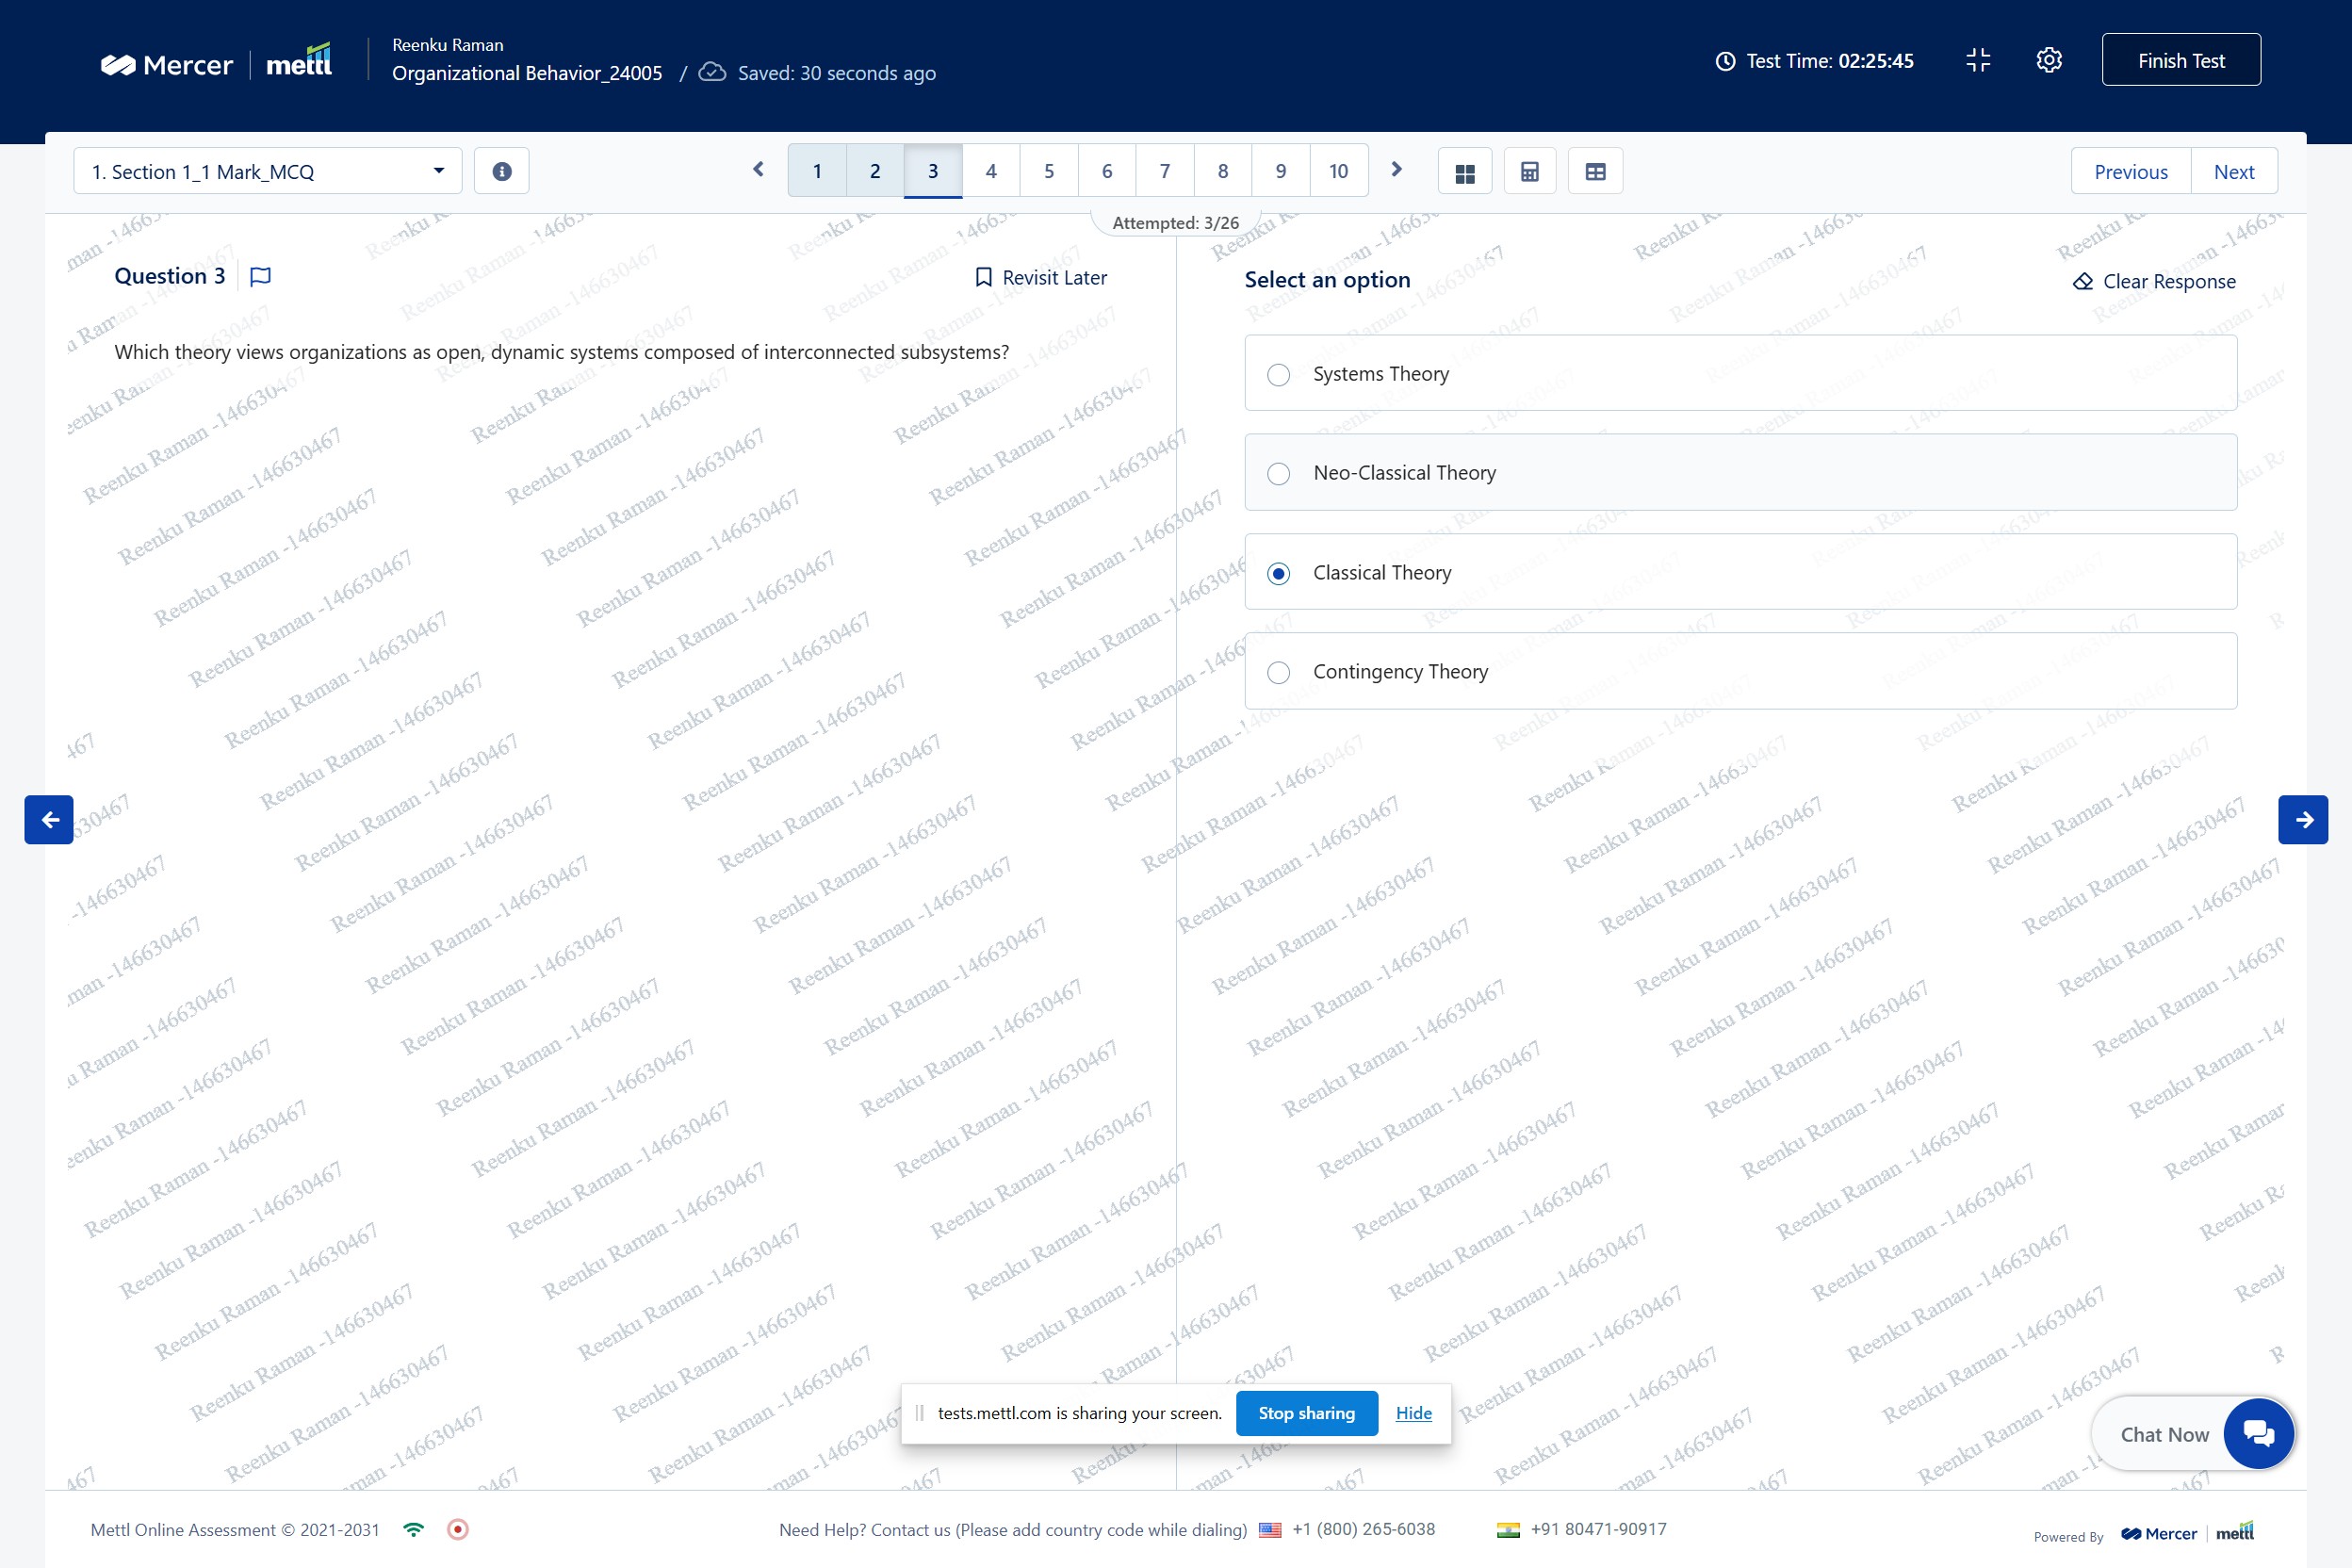 Mercer | mettl
Reenku Raman
Organizational Behavior_24005 / Saved: 30 seconds ago
Test Time: 02:25:45
Finish Test
1. Section 1_1 Mark_MCQ
1 2 3 4 5 6 7 8 9 10
Previous Next
Attempted: 3/26
Question 3
Revisit Later
Which theory views organizations as open, dynamic systems composed of interconnected subsystems?
Select an option
Clear Response
Systems Theory
Neo-Classical Theory
Classical Theory
Contingency Theory
Reenku Raman -146630467
tests.mettl.com is sharing your screen. Stop sharing Hide
Chat Now
Mettl Online Assessment © 2021-2031
Need Help? Contact us (Please add country code while dialing) +1 (800) 265-6038 +91 80471-90917
Powered By Mercer | mettl